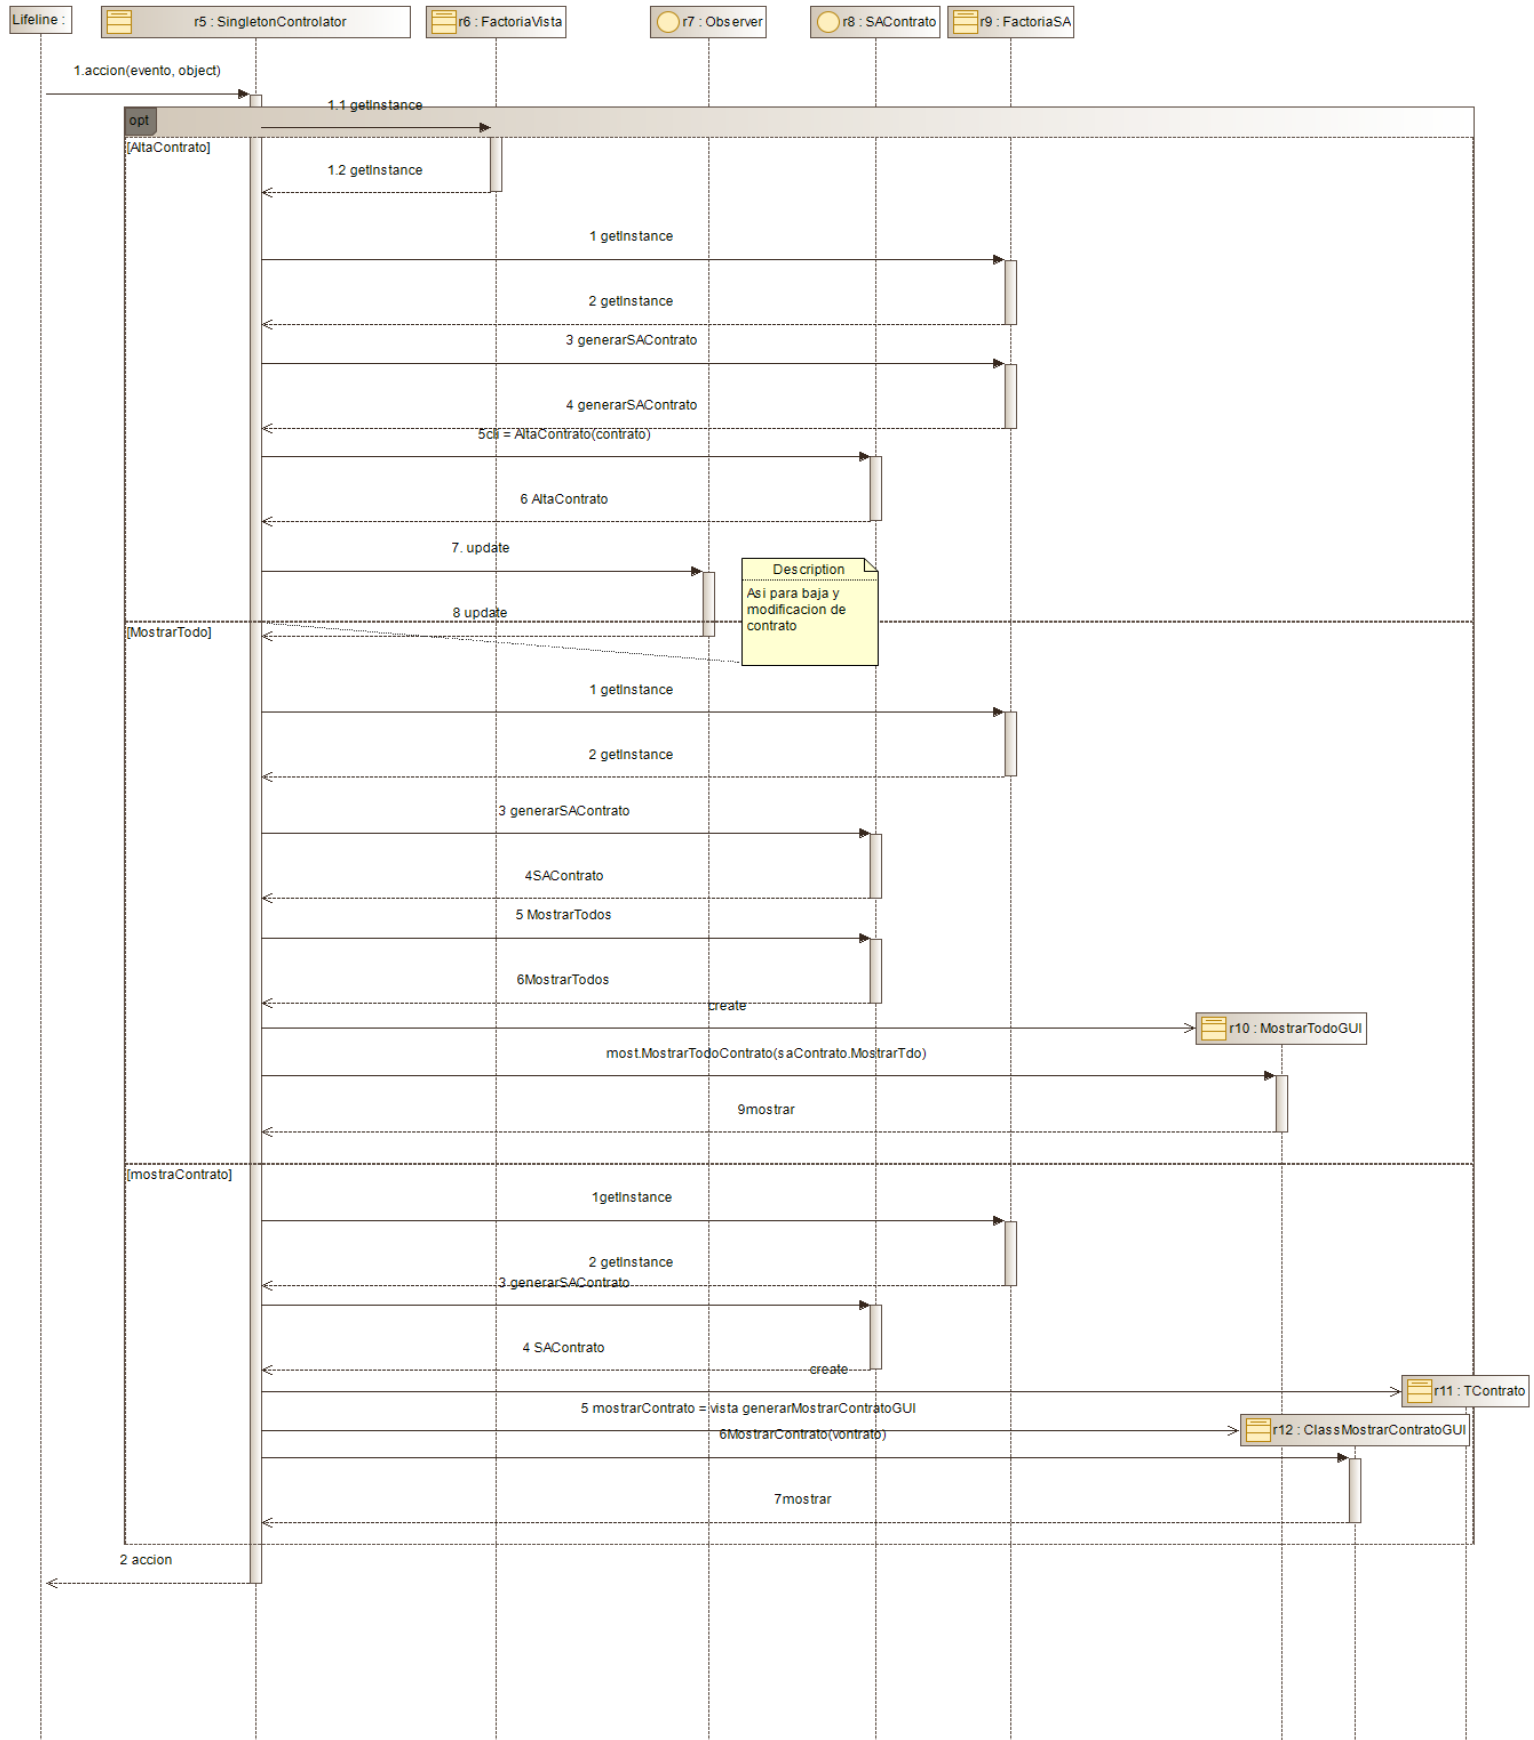 Lifeline :
r5 : SingletonControlator
r6 : FactoriaVista
r7 : Observer
r8 : SAContrato
r9 : FactoriaSA
1.accion(evento, object)
1.1 getInstance
opt
[AltaContrato]
1.2 getInstance
1 getInstance
2 getInstance
3 generarSAContrato
4 generarSAContrato
5cli = AltaContrato(contrato)
6 AltaContrato
7. update
Description
Asi para baja y
modificacion de
contrato
8 update
[MostrarTodo]
1 getInstance
2 getInstance
3 generarSAContrato
4SAContrato
5 MostrarTodos
6MostrarTodos
create
r10 : MostrarTodoGUI
most.MostrarTodoContrato(saContrato.MostrarTdo)
9mostrar
[mostraContrato]
1getInstance
2 getInstance
3 generarSAContrato
4 SAContrato
create
r11 : TContrato
5 mostrarContrato = vista generarMostrarContratoGUI
r12 : ClassMostrarContratoGUI
6MostrarContrato(vontrato)
7mostrar
2 accion